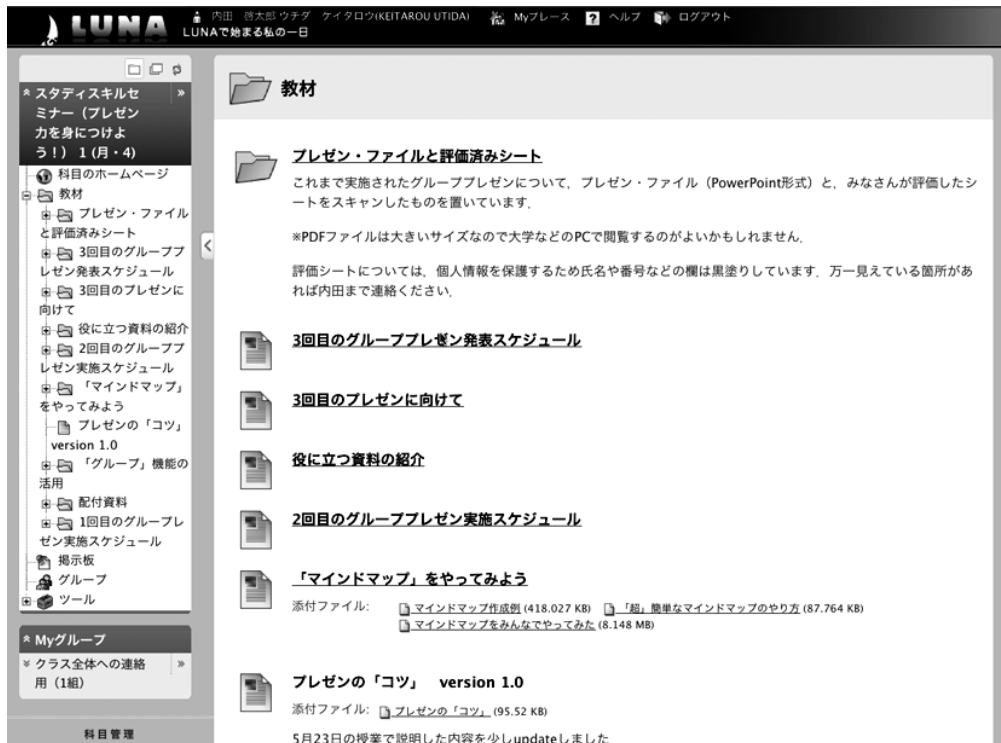 LUNA
内田 啓太郎 ウチダ ケイタロウ(KEITAROU UTIDA) Myプレース ヘルプ ログアウト
LUNAで始まる私の一日
スタディスキルセ
ミナー（プレゼン
力を身につけよ
う！）１(月・4)
科目のホームページ
教材
プレゼン・ファイル
と評価済みシート
3回目のグループプ
レゼン発表スケジュール
3回目のプレゼンに
向けて
役に立つ資料の紹介
2回目のグループプ
レゼン実施スケジュール
「マインドマップ」
をやってみよう
プレゼンの「コツ」
version 1.0
「グループ」機能の
活用
配付資料
1回目のグループレ
ゼン実施スケジュール
掲示板
グループ
ツール
Myグループ
クラス全体への連絡
用（1組）
科目管理
教材
プレゼン・ファイルと評価済みシート
これまで実施されたグループプレゼンについて，プレゼン・ファイル（PowerPoint形式）と，みなさんが評価したシ
ートをスキャンしたものを置いています．
※PDFファイルは大きいサイズなので大学などのPCで閲覧するのがよいかもしれません．
評価シートについては，個人情報を保護するため氏名や番号などの欄は黒塗りしています．万一見えている箇所があ
れば内田まで連絡ください．
3回目のグループプレゼン発表スケジュール
3回目のプレゼンに向けて
役に立つ資料の紹介
2回目のグループプレゼン実施スケジュール
「マインドマップ」をやってみよう
添付ファイル: マインドマップ作成例 (418.027 KB) 「超」簡単なマインドマップのやり方 (87.764 KB)
マインドマップをみんなでやってみた (8.148 MB)
プレゼンの「コツ」 version 1.0
添付ファイル: プレゼンの「コツ」 (95.52 KB)
5月23日の授業で説明した内容を少しupdateしました